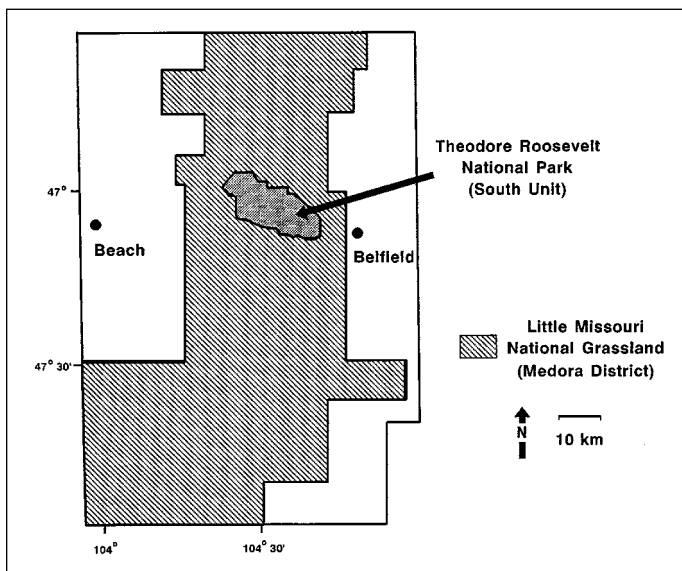 Theodore Roosevelt
National Park
(South Unit)
47°
Beach
Belfield
Little Missouri
National Grassland
(Medora District)
47° 30'
N
10 km
104°
104° 30'